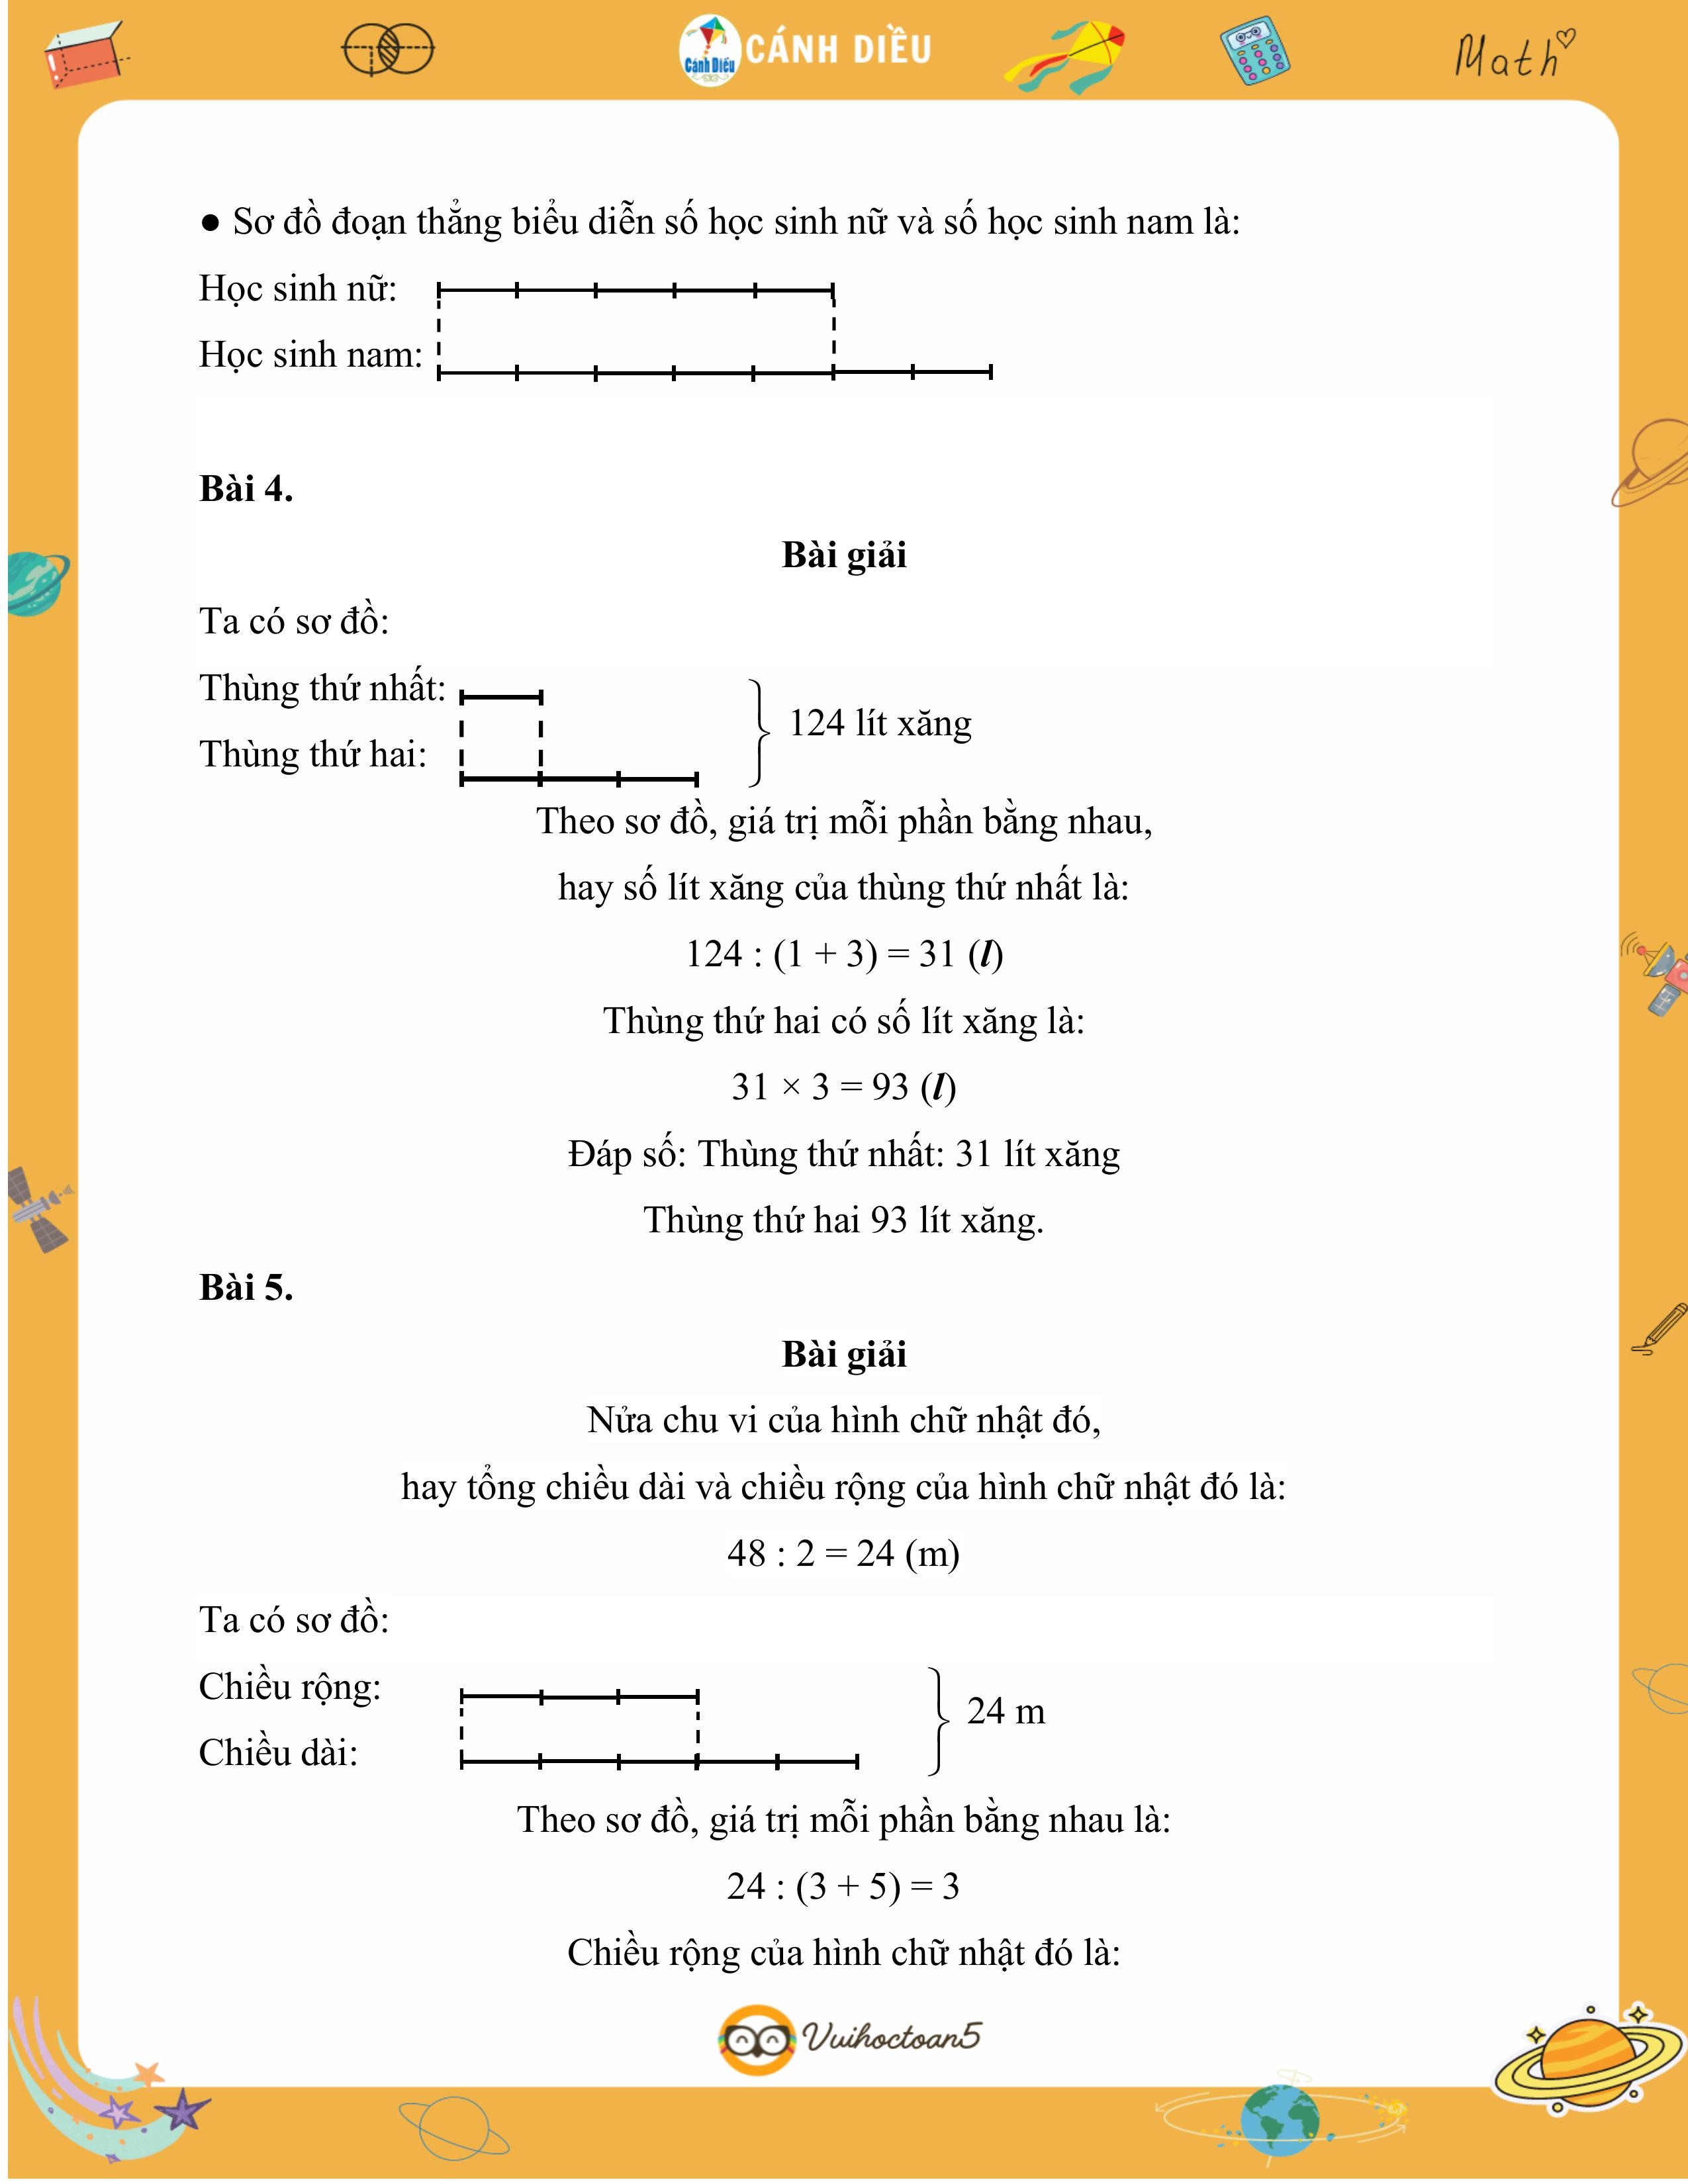 Cánh Diều
CÁNH DIỀU
Math
● Sơ đồ đoạn thẳng biểu diễn số học sinh nữ và số học sinh nam là:
Học sinh nữ:
Học sinh nam:
Bài 4.
Bài giải
Ta có sơ đồ:
Thùng thứ nhất:
124 lít xăng
Thùng thứ hai:
Theo sơ đồ, giá trị mỗi phần bằng nhau,
hay số lít xăng của thùng thứ nhất là:
124 : (1 + 3) = 31 (l)
Thùng thứ hai có số lít xăng là:
31 × 3 = 93 (l)
Đáp số: Thùng thứ nhất: 31 lít xăng
Thùng thứ hai 93 lít xăng.
Bài 5.
Bài giải
Nửa chu vi của hình chữ nhật đó,
hay tổng chiều dài và chiều rộng của hình chữ nhật đó là:
48 : 2 = 24 (m)
Ta có sơ đồ:
Chiều rộng:
24 m
Chiều dài:
Theo sơ đồ, giá trị mỗi phần bằng nhau là:
24 : (3 + 5) = 3
Chiều rộng của hình chữ nhật đó là:
Vuihoctoan5